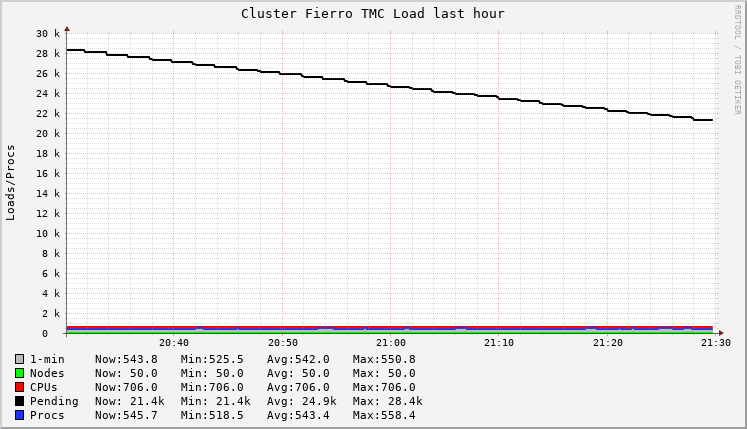 Cluster Fierro TMC Load last hour
RRDTOOL / TOBI OETIKER
Loads/Procs
30 k
28 k
26 k
24 k
22 k
20 k
18 k
16 k
14 k
12 k
10 k
8 k
6 k
4 k
2 k
0
20:40 20:50 21:00 21:10 21:20 21:30
1-min Now:543.8 Min:525.5 Avg:542.0 Max:550.8
Nodes Now: 50.0 Min: 50.0 Avg: 50.0 Max: 50.0
CPUs Now:706.0 Min:706.0 Avg:706.0 Max:706.0
Pending Now: 21.4k Min: 21.4k Avg: 24.9k Max: 28.4k
Procs Now:545.7 Min:518.5 Avg:543.4 Max:558.4